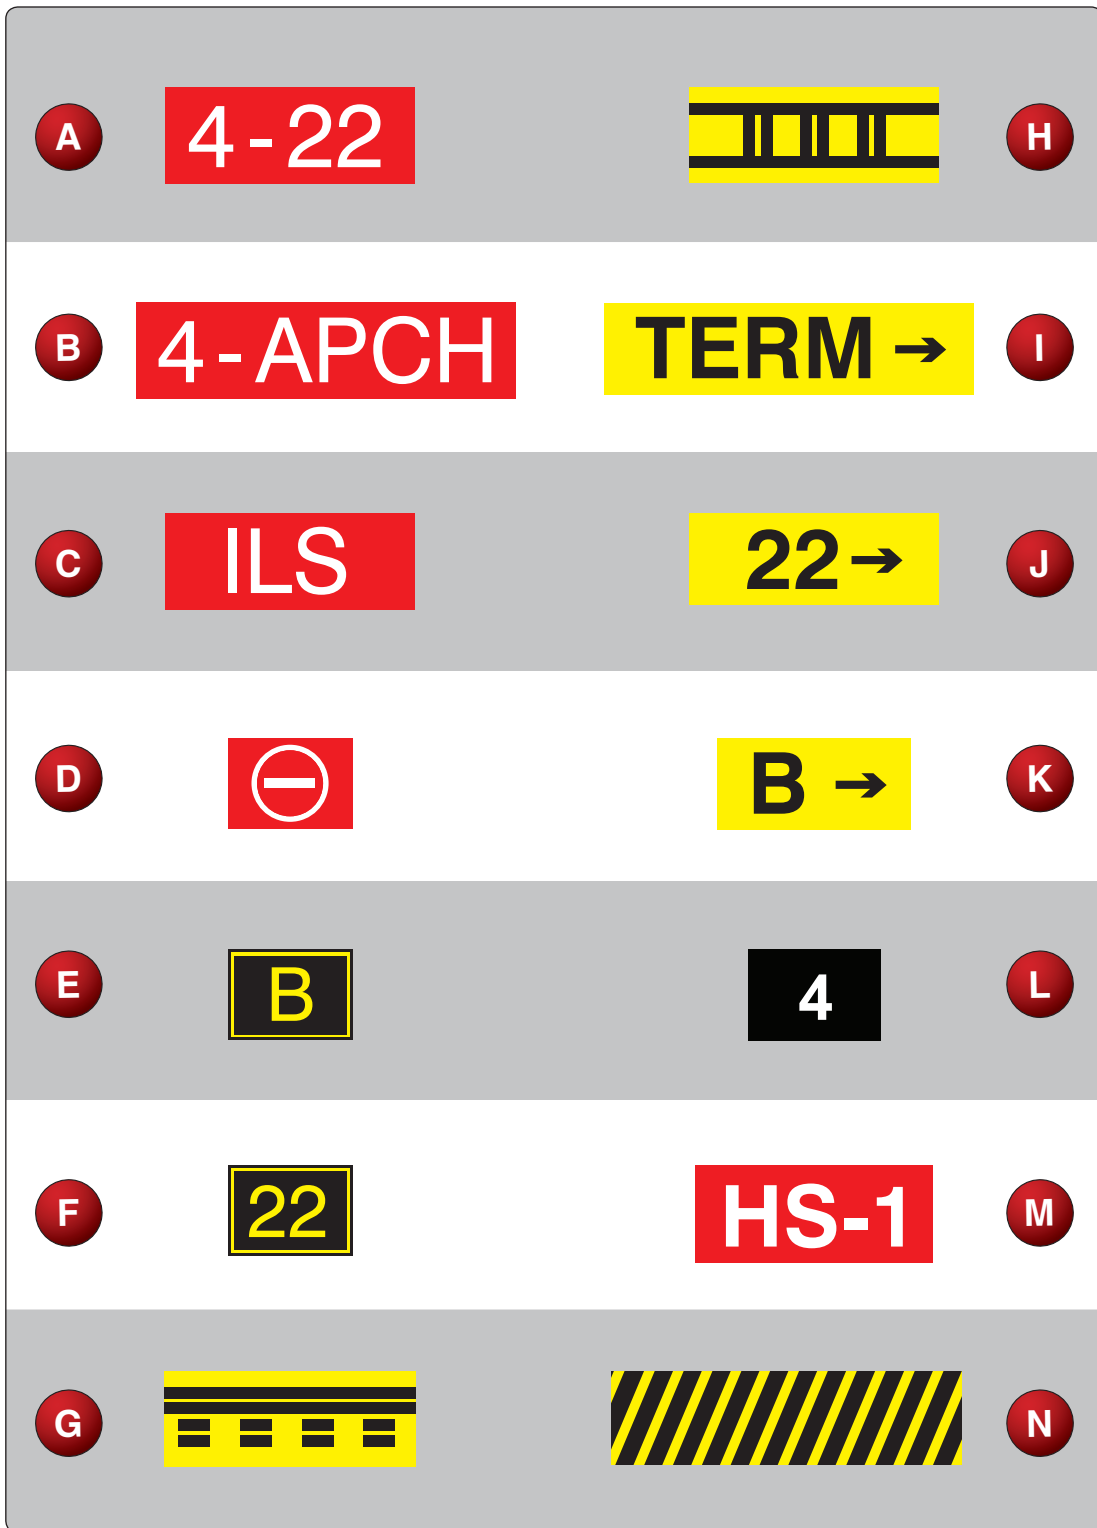 A 4-22 H
B 4-APCH TERM → I
C ILS 22→ J
D B → K
E B 4 L
F 22 HS-1 M
G N